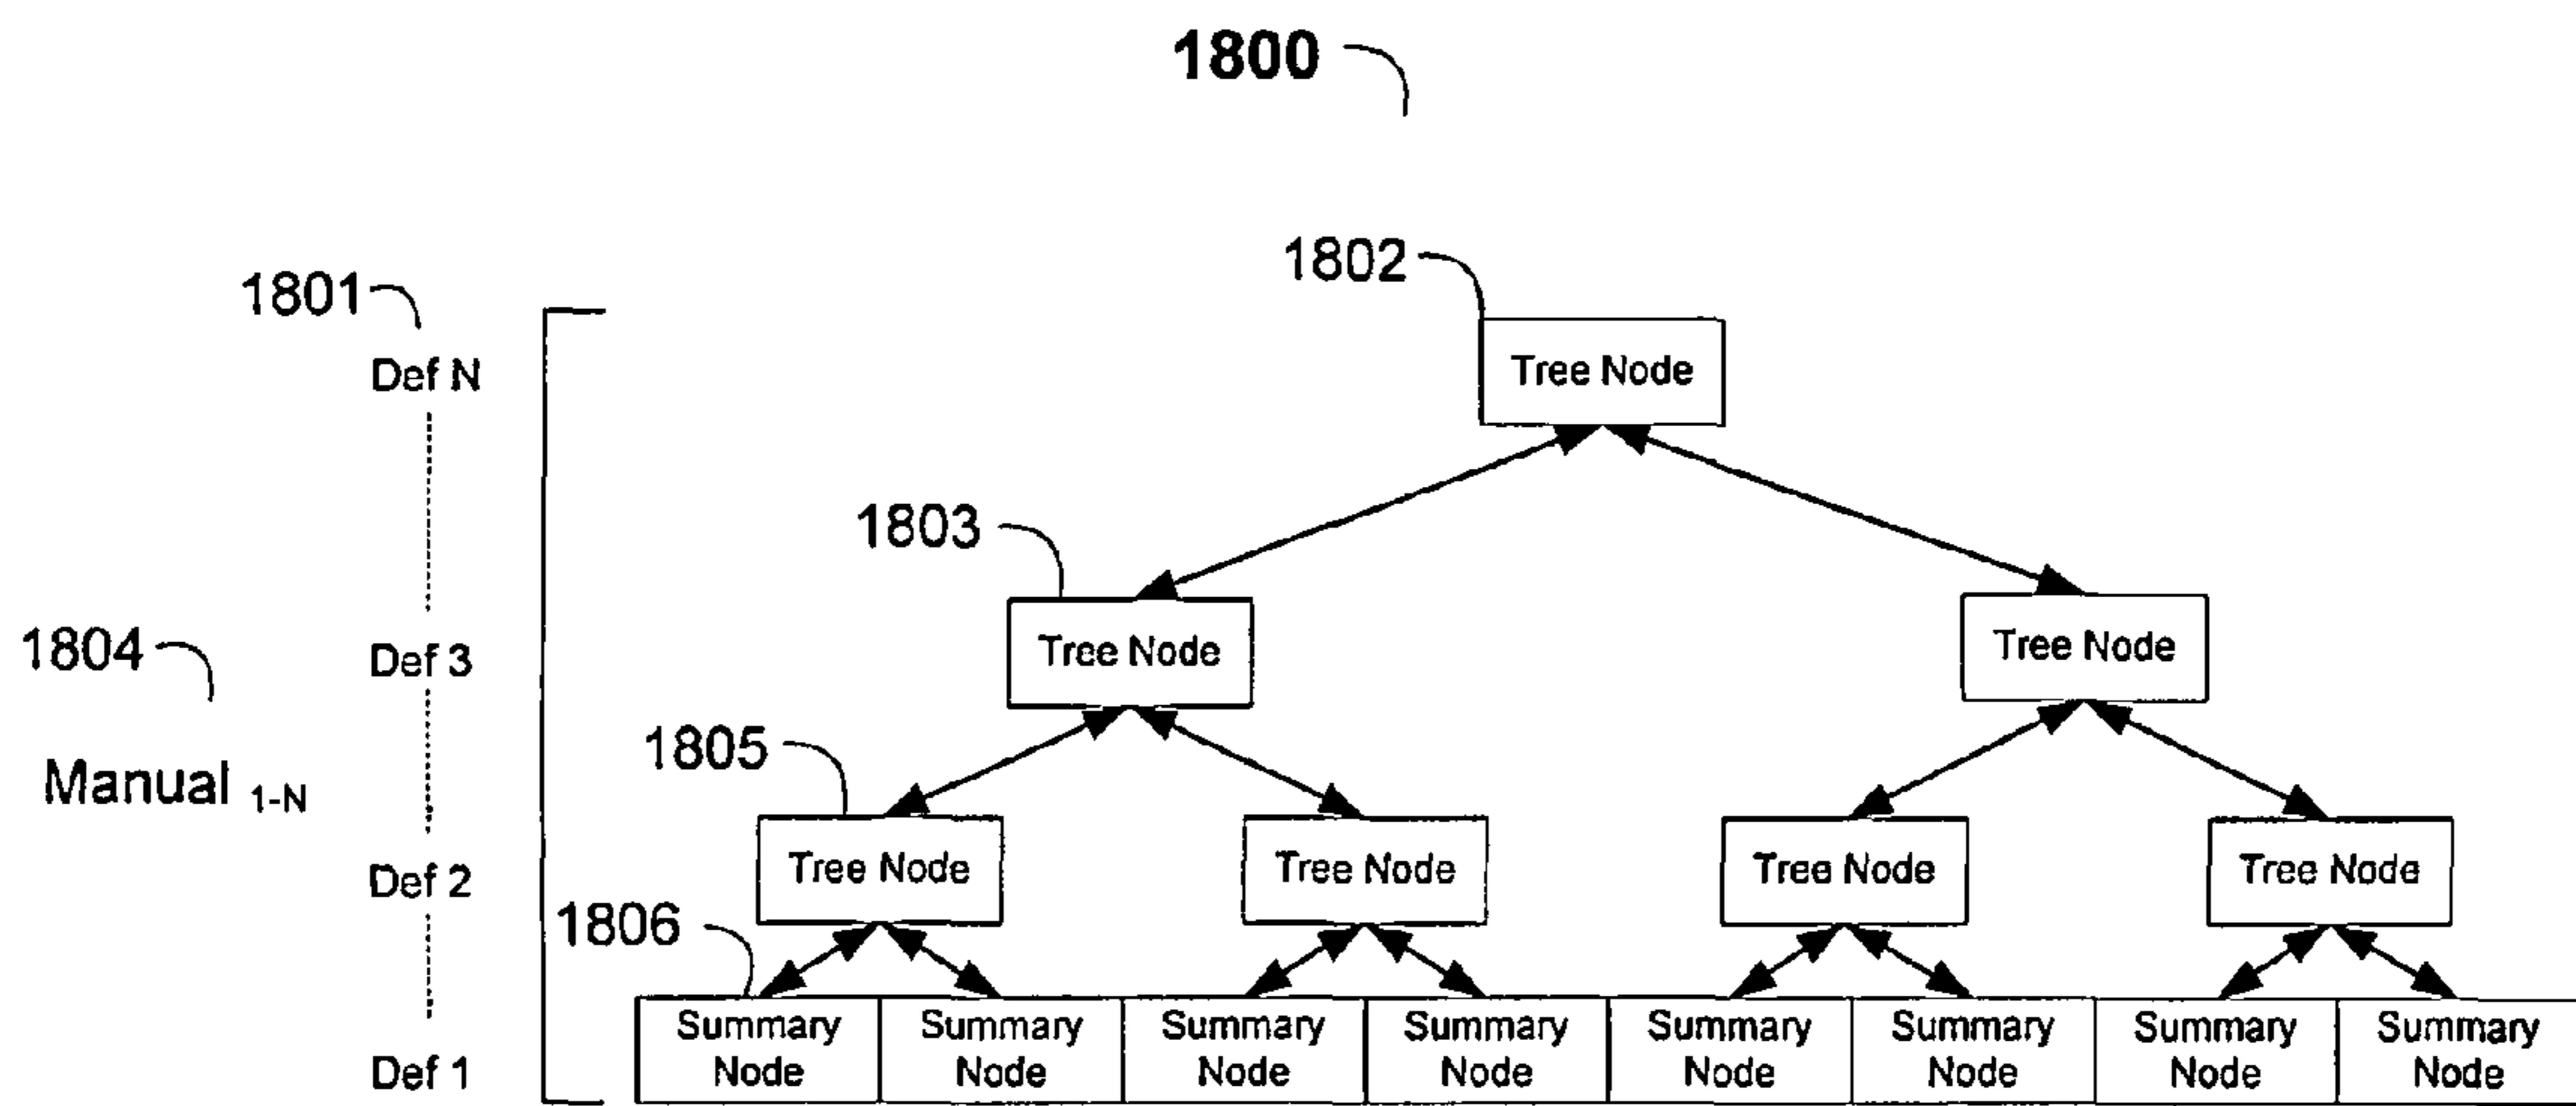 1800
1802
1801
Def N
Tree Node
1803
1804
Def 3
Tree Node
Tree Node
1805
Manual 1-N
Def 2
Tree Node
Tree Node
Tree Node
Tree Node
1806
Def 1
Summary
Node
Summary
Node
Summary
Node
Summary
Node
Summary
Node
Summary
Node
Summary
Node
Summary
Node